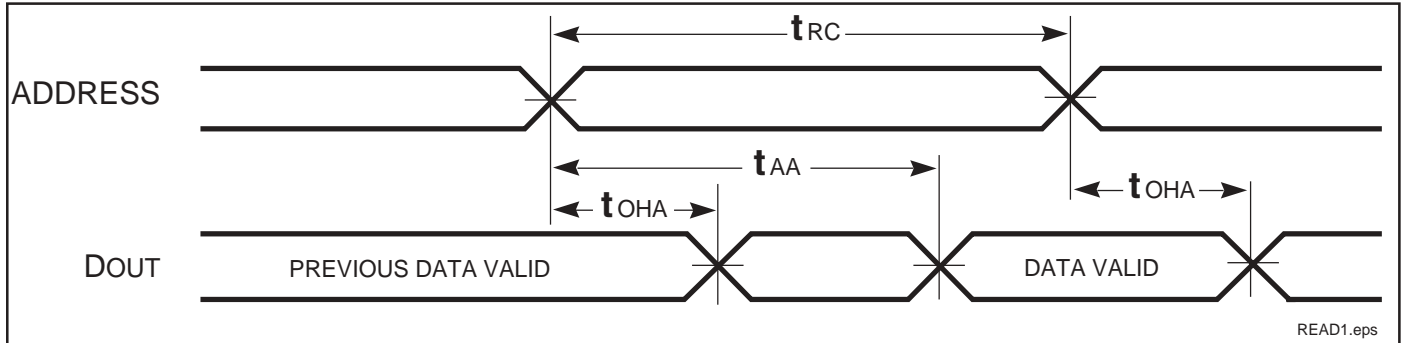 tRC
ADDRESS
tAA
tOHA
tOHA
DOUT
PREVIOUS DATA VALID
DATA VALID
READ1.eps